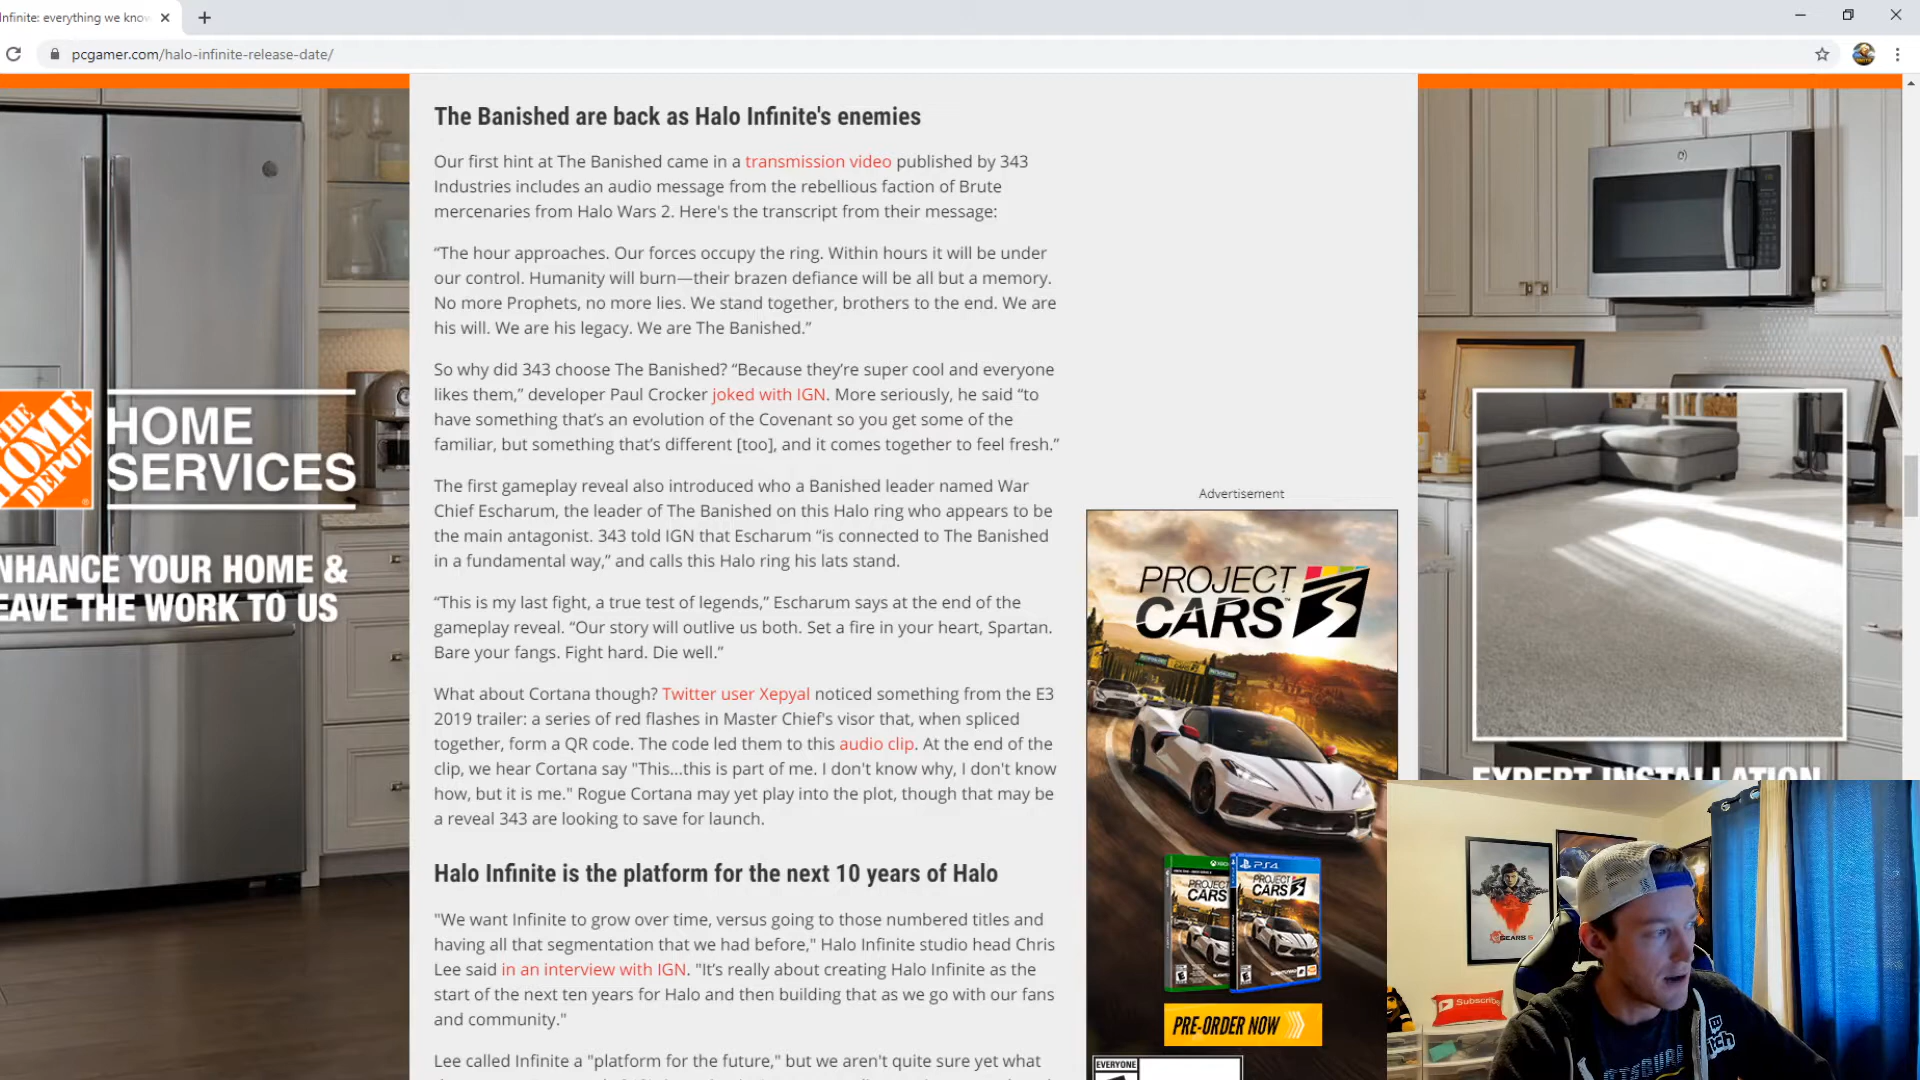 nfinite: everything we know
pcgamer.com/halo-infinite-release-date/
The Banished are back as Halo Infinite's enemies
Our first hint at The Banished came in a transmission video published by 343
Industries includes an audio message from the rebellious faction of Brute
mercenaries from Halo Wars 2. Here's the transcript from their message:
“The hour approaches. Our forces occupy the ring. Within hours it will be under
our control. Humanity will burn—their brazen defiance will be all but a memory.
No more Prophets, no more lies. We stand together, brothers to the end. We are
his will. We are his legacy. We are The Banished.”
So why did 343 choose The Banished? “Because they’re super cool and everyone
likes them,” developer Paul Crocker joked with IGN. More seriously, he said “to
have something that’s an evolution of the Covenant so you get some of the
familiar, but something that’s different [too], and it comes together to feel fresh.”
The first gameplay reveal also introduced who a Banished leader named War
Chief Escharum, the leader of The Banished on this Halo ring who appears to be
the main antagonist. 343 told IGN that Escharum “is connected to The Banished
in a fundamental way,” and calls this Halo ring his lats stand.
“This is my last fight, a true test of legends,” Escharum says at the end of the
gameplay reveal. “Our story will outlive us both. Set a fire in your heart, Spartan.
Bare your fangs. Fight hard. Die well.”
What about Cortana though? Twitter user Xepyal noticed something from the E3
2019 trailer: a series of red flashes in Master Chief's visor that, when spliced
together, form a QR code. The code led them to this audio clip. At the end of the
clip, we hear Cortana say "This...this is part of me. I don't know why, I don't know
how, but it is me." Rogue Cortana may yet play into the plot, though that may be
a reveal 343 are looking to save for launch.
Halo Infinite is the platform for the next 10 years of Halo
"We want Infinite to grow over time, versus going to those numbered titles and
having all that segmentation that we had before," Halo Infinite studio head Chris
Lee said in an interview with IGN. "It’s really about creating Halo Infinite as the
start of the next ten years for Halo and then building that as we go with our fans
and community."
Lee called Infinite a "platform for the future," but we aren't quite sure yet what
THE HOME DEPOT
HOME
SERVICES
NHANCE YOUR HOME &
EAVE THE WORK TO US
Advertisement
PROJECT
CARS 3
XBOX
PS4
PROJECT
CARS
PROJECT
CARS 3
PRE-ORDER NOW
EVERYONE
EXPERT INSTALLATION
GEARS 5
Subscribe